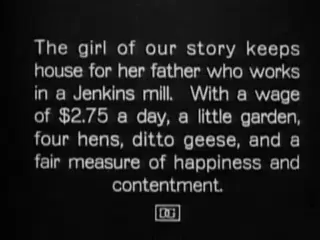 The girl of our story keeps
house for her father who works
in a Jenkins mill. With a wage
of $2.75 a day, a little garden,
four hens, ditto geese, and a
fair measure of happiness and
contentment.
DG